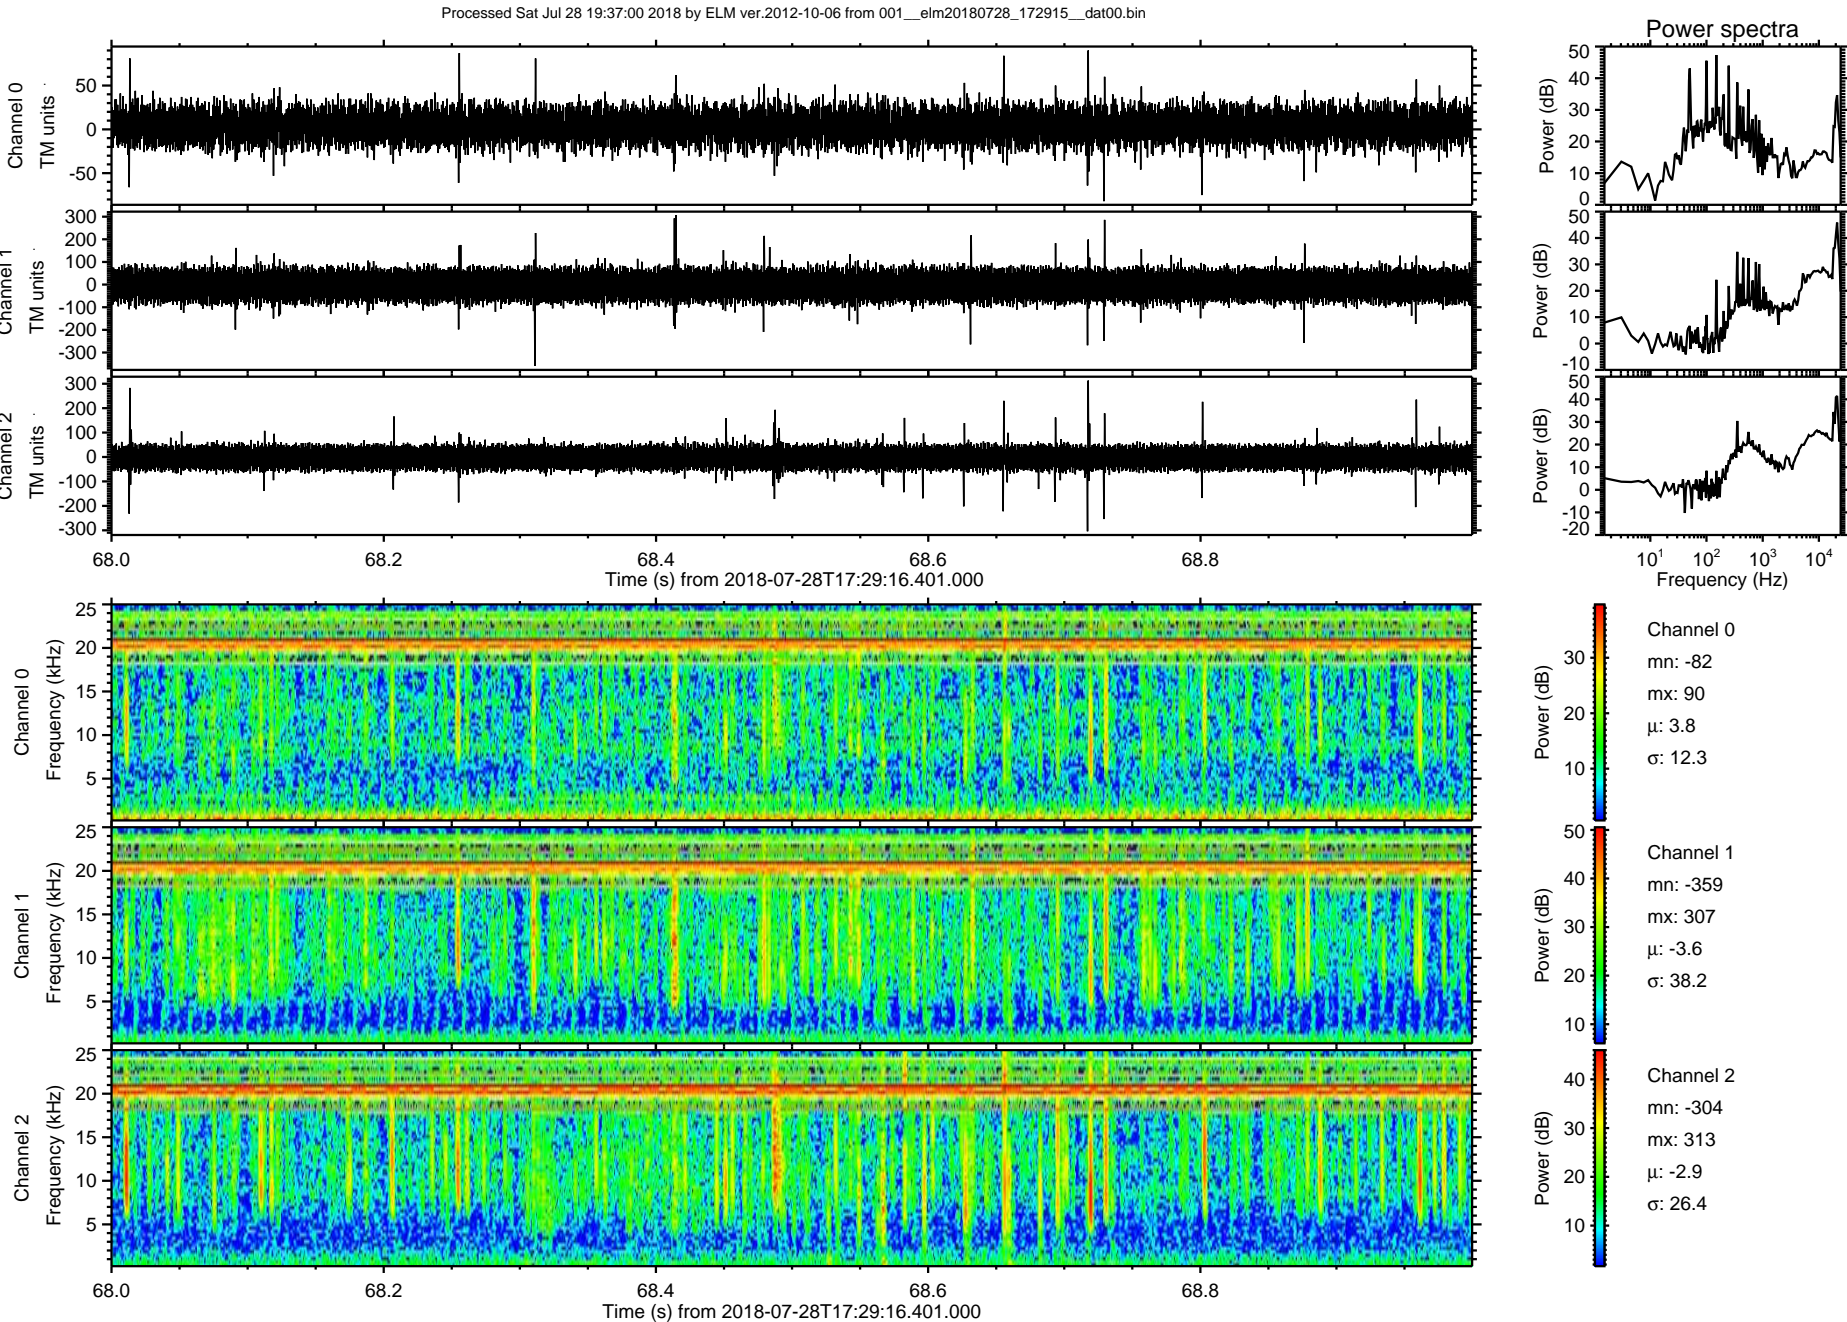 Processed Sat Jul 28 19:37:00 2018 by ELM ver.2012-10-06 from 001__elm20180728_172915__dat00.bin
Power spectra
Channel 0
TM units
50
0
-50
Power (dB)
50
40
30
20
10
0
Channel 1
TM units
300
200
100
0
-100
-200
-300
Power (dB)
50
40
30
20
10
0
-10
Channel 2
TM units
300
200
100
0
-100
-200
-300
Power (dB)
50
40
30
20
10
0
-10
-20
68.0 68.2 68.4 68.6 68.8
Time (s) from 2018-07-28T17:29:16.401.000
10¹ 10² 10³ 10⁴
Frequency (Hz)
Channel 0
Frequency (kHz)
25
20
15
10
5
Power (dB)
30
20
10
Channel 0
mn: -82
mx: 90
μ: 3.8
σ: 12.3
Channel 1
Frequency (kHz)
25
20
15
10
5
Power (dB)
50
40
30
20
10
Channel 1
mn: -359
mx: 307
μ: -3.6
σ: 38.2
Channel 2
Frequency (kHz)
25
20
15
10
5
Power (dB)
40
30
20
10
Channel 2
mn: -304
mx: 313
μ: -2.9
σ: 26.4
68.0 68.2 68.4 68.6 68.8
Time (s) from 2018-07-28T17:29:16.401.000